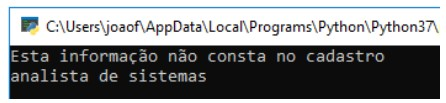 C:\Users\joaof\AppData\Local\Programs\Python\Python37\
Esta informação não consta no cadastro
analista de sistemas